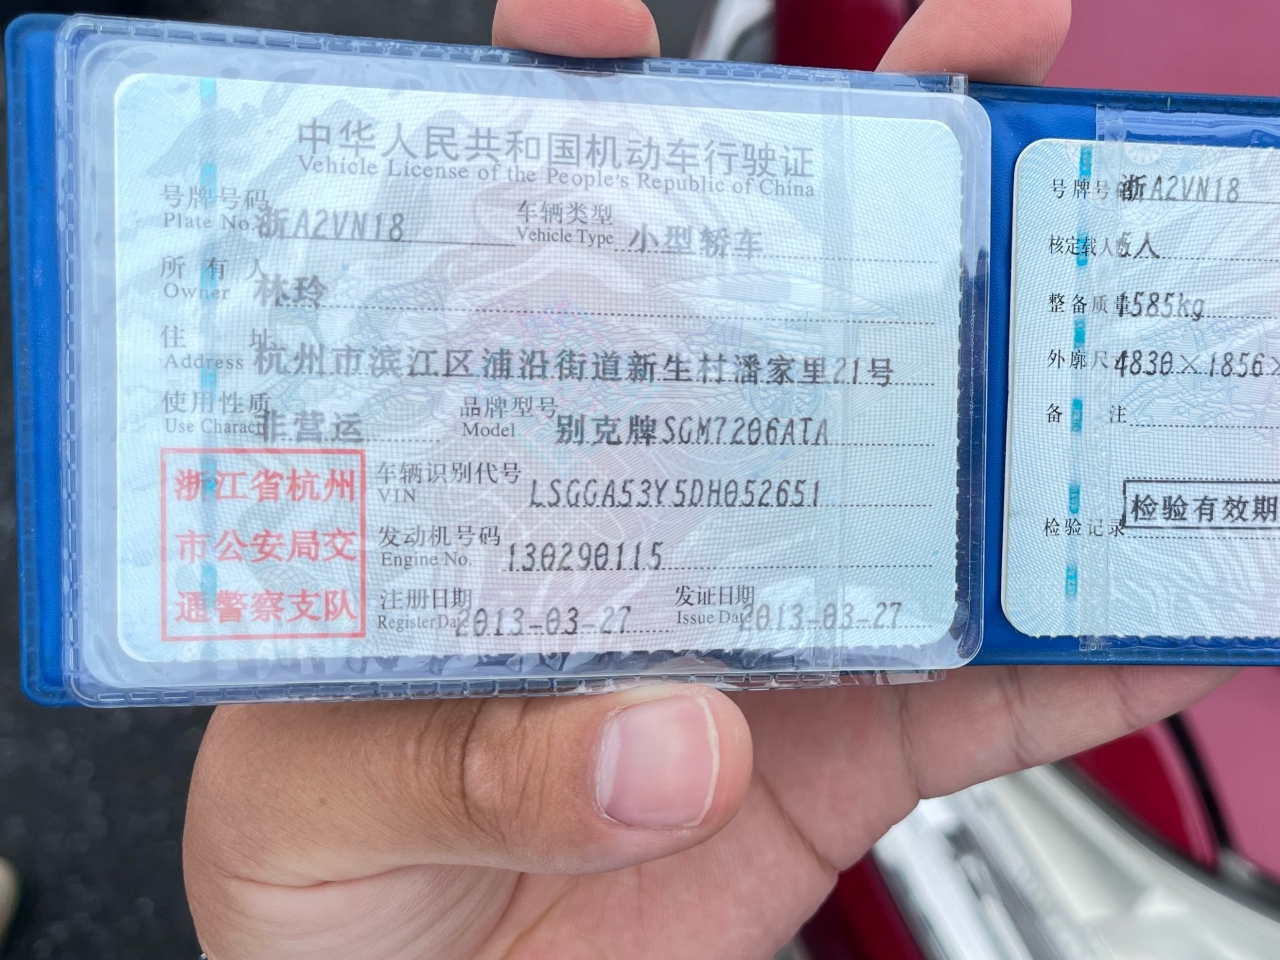 中华人民共和国机动车行驶证
Vehicle License of the People's Republic of China
号牌号码 浙A2VN18 车辆类型 小型轿车
Plate No. Vehicle Type
所有人 林玲
Owner
住址 杭州市滨江区浦沿街道新生村潘家里21号
Address
使用性质 非营运 品牌型号 别克牌SGM7206ATA
Use Charact Model
车辆识别代号 LSGGA53Y5DH052651
VIN
发动机号码 130290115
Engine No.
注册日期 2013-03-27 发证日期 2013-03-27
Register Dat Issue Date
浙江省杭州
市公安局交
通警察支队
号牌号 浙A2VN18
核定载人数 5人
整备质量 1585kg
外廓尺 4830×1856×
备注
检验记录 检验有效期